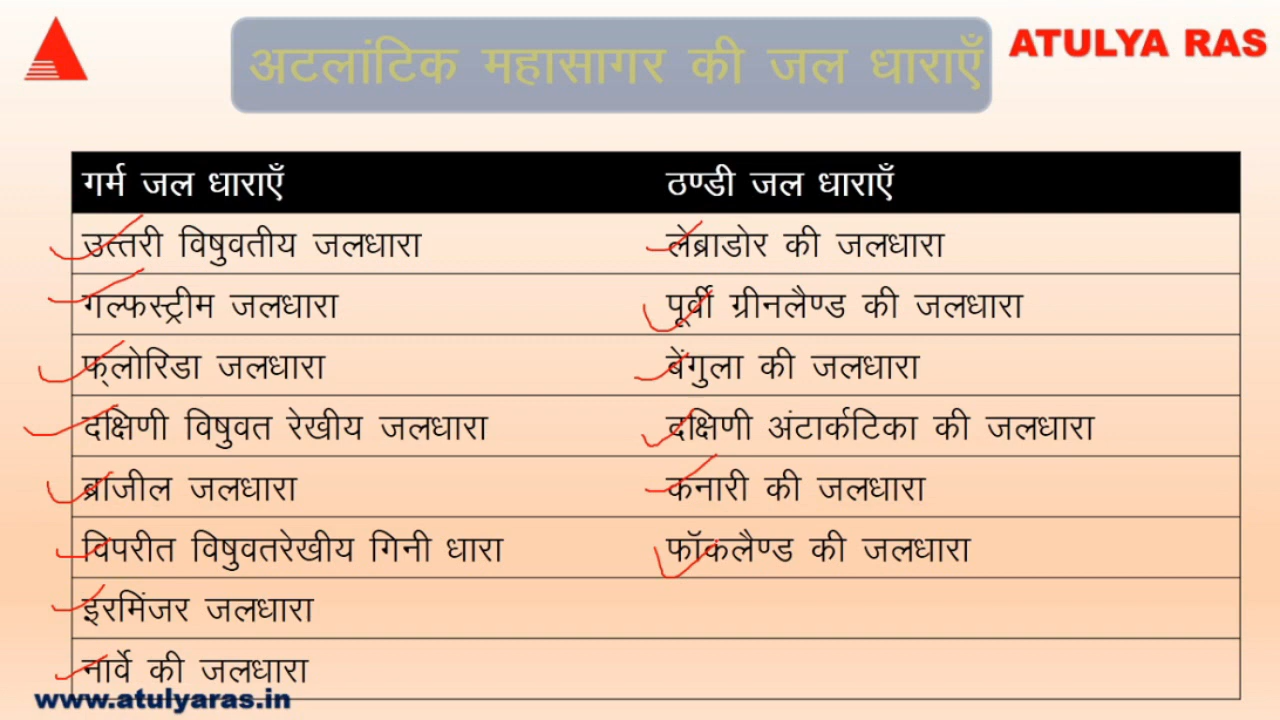 अटलांटिक महासागर की जल धाराएँ
ATULYA RAS
गर्म जल धाराएँ ठण्डी जल धाराएँ
उत्तरी विषुवतीय जलधारा लेब्राडोर की जलधारा
गल्फस्ट्रीम जलधारा पूर्वी ग्रीनलैण्ड की जलधारा
फ्लोरिडा जलधारा बेंगुला की जलधारा
दक्षिणी विषुवत रेखीय जलधारा दक्षिणी अंटार्कटिका की जलधारा
ब्राजील जलधारा कनारी की जलधारा
विपरीत विषुवतरेखीय गिनी धारा फॉकलैण्ड की जलधारा
इरमिंजर जलधारा
नार्वे की जलधारा
www.atulyaras.in